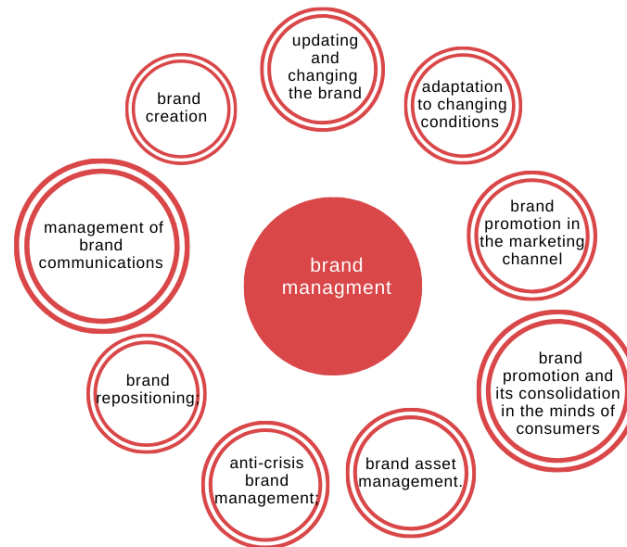 updating
and
changing
the brand
brand
creation
adaptation
to changing
conditions
management of
brand
communications
brand
promotion in
the marketing
channel
brand
managment
brand
repositioning;
brand
promotion and
its consolidation
in the minds of
consumers
anti-crisis
brand
management;
brand asset
management.